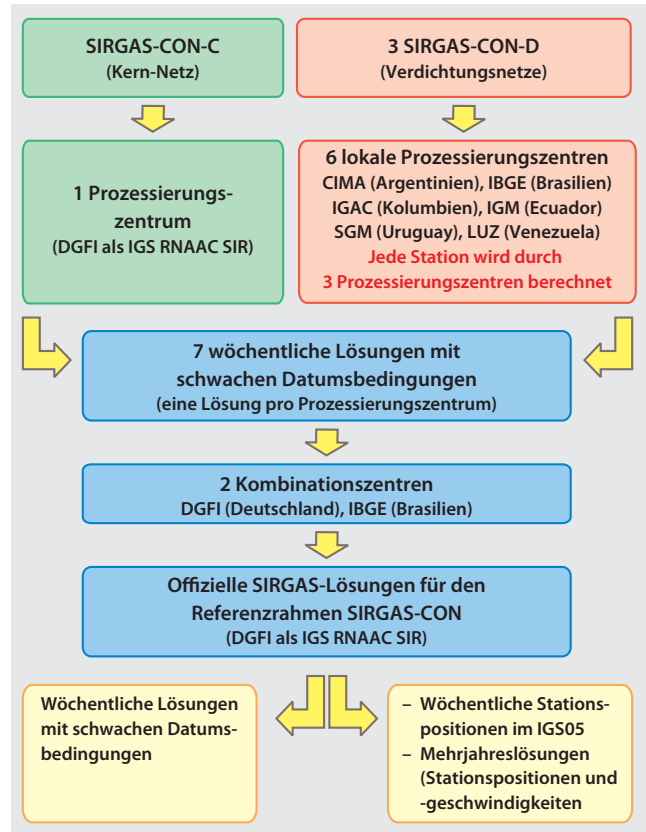 SIRGAS-CON-C
(Kern-Netz)
3 SIRGAS-CON-D
(Verdichtungsnetze)
1 Prozessierungs-
zentrum
(DGFI als IGS RNAAC SIR)
6 lokale Prozessierungszentren
CIMA (Argentinien), IBGE (Brasilien)
IGAC (Kolumbien), IGM (Ecuador)
SGM (Uruguay), LUZ (Venezuela)
Jede Station wird durch
3 Prozessierungszentren berechnet
7 wöchentliche Lösungen mit
schwachen Datumsbedingungen
(eine Lösung pro Prozessierungszentrum)
2 Kombinationszentren
DGFI (Deutschland), IBGE (Brasilien)
Offizielle SIRGAS-Lösungen für den
Referenzrahmen SIRGAS-CON
(DGFI als IGS RNAAC SIR)
Wöchentliche Lösungen
mit schwachen Datums-
bedingungen
– Wöchentliche Stations-
positionen im IGS05
– Mehrjahreslösungen
(Stationspositionen und
-geschwindigkeiten